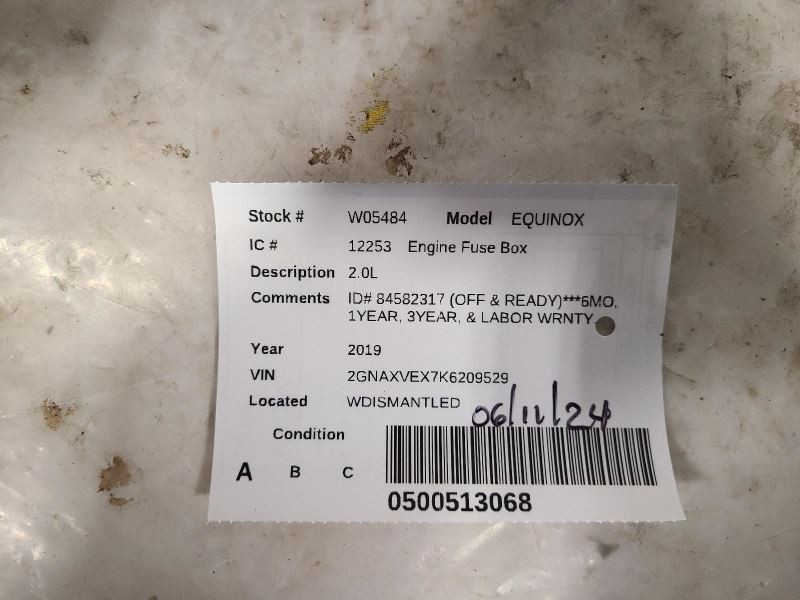 Stock # W05484 Model EQUINOX
IC # 12253 Engine Fuse Box
Description 2.0L
Comments ID# 84582317 (OFF & READY)***6MO,
1YEAR, 3YEAR, & LABOR WRNTY
Year 2019
VIN 2GNAXVEX7K6209529
Located WDISMANTLED
06/11/24
Condition
A B C
0500513068